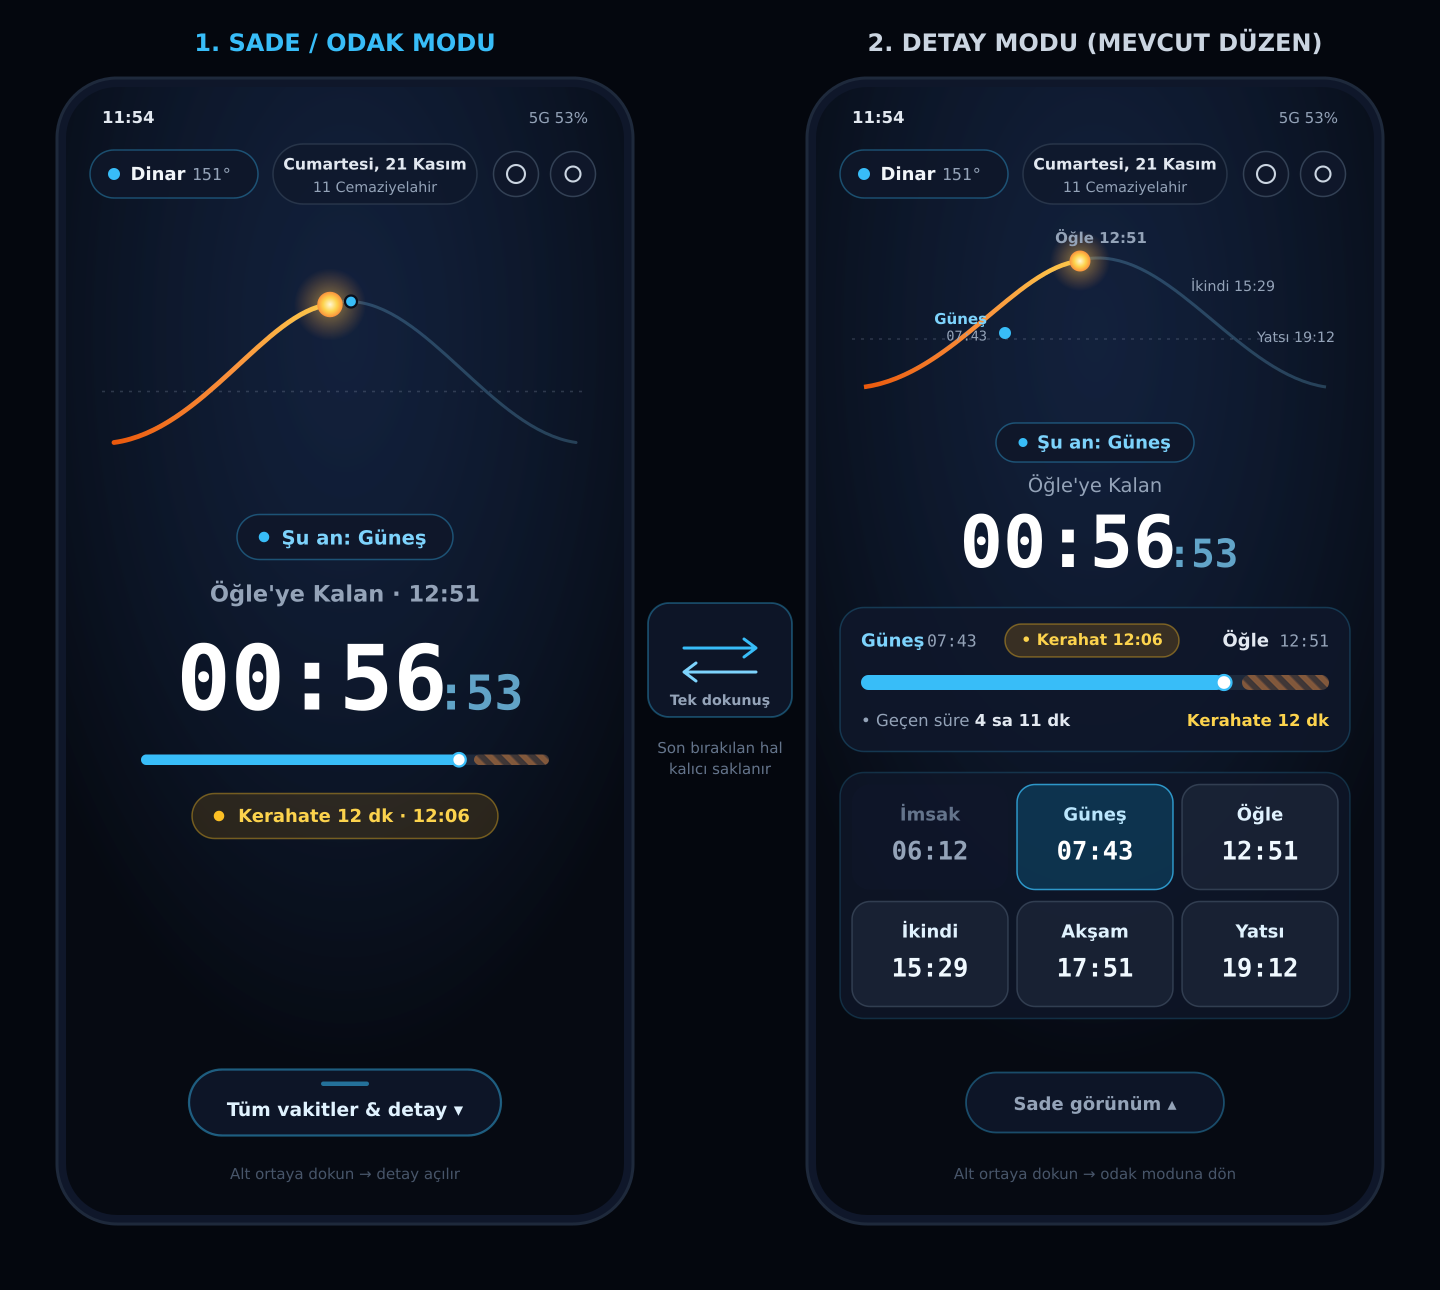 1. SADE / ODAK MODU
11:54
5G 53%
Dinar 151°
Cumartesi, 21 Kasım
11 Cemaziyelahir
Şu an: Güneş
Öğle'ye Kalan · 12:51
00:56:53
Kerahate 12 dk · 12:06
Tüm vakitler & detay ▾
Alt ortaya dokun → detay açılır
Tek dokunuş
Son bırakılan hal
kalıcı saklanır
2. DETAY MODU (MEVCUT DÜZEN)
11:54
5G 53%
Dinar 151°
Cumartesi, 21 Kasım
11 Cemaziyelahir
Öğle 12:51
İkindi 15:29
Güneş
07:43
Yatsı 19:12
Şu an: Güneş
Öğle'ye Kalan
00:56:53
Güneş 07:43
• Kerahat 12:06
Öğle 12:51
• Geçen süre 4 sa 11 dk
Kerahate 12 dk
İmsak
06:12
Güneş
07:43
Öğle
12:51
İkindi
15:29
Akşam
17:51
Yatsı
19:12
Sade görünüm ▴
Alt ortaya dokun → odak moduna dön